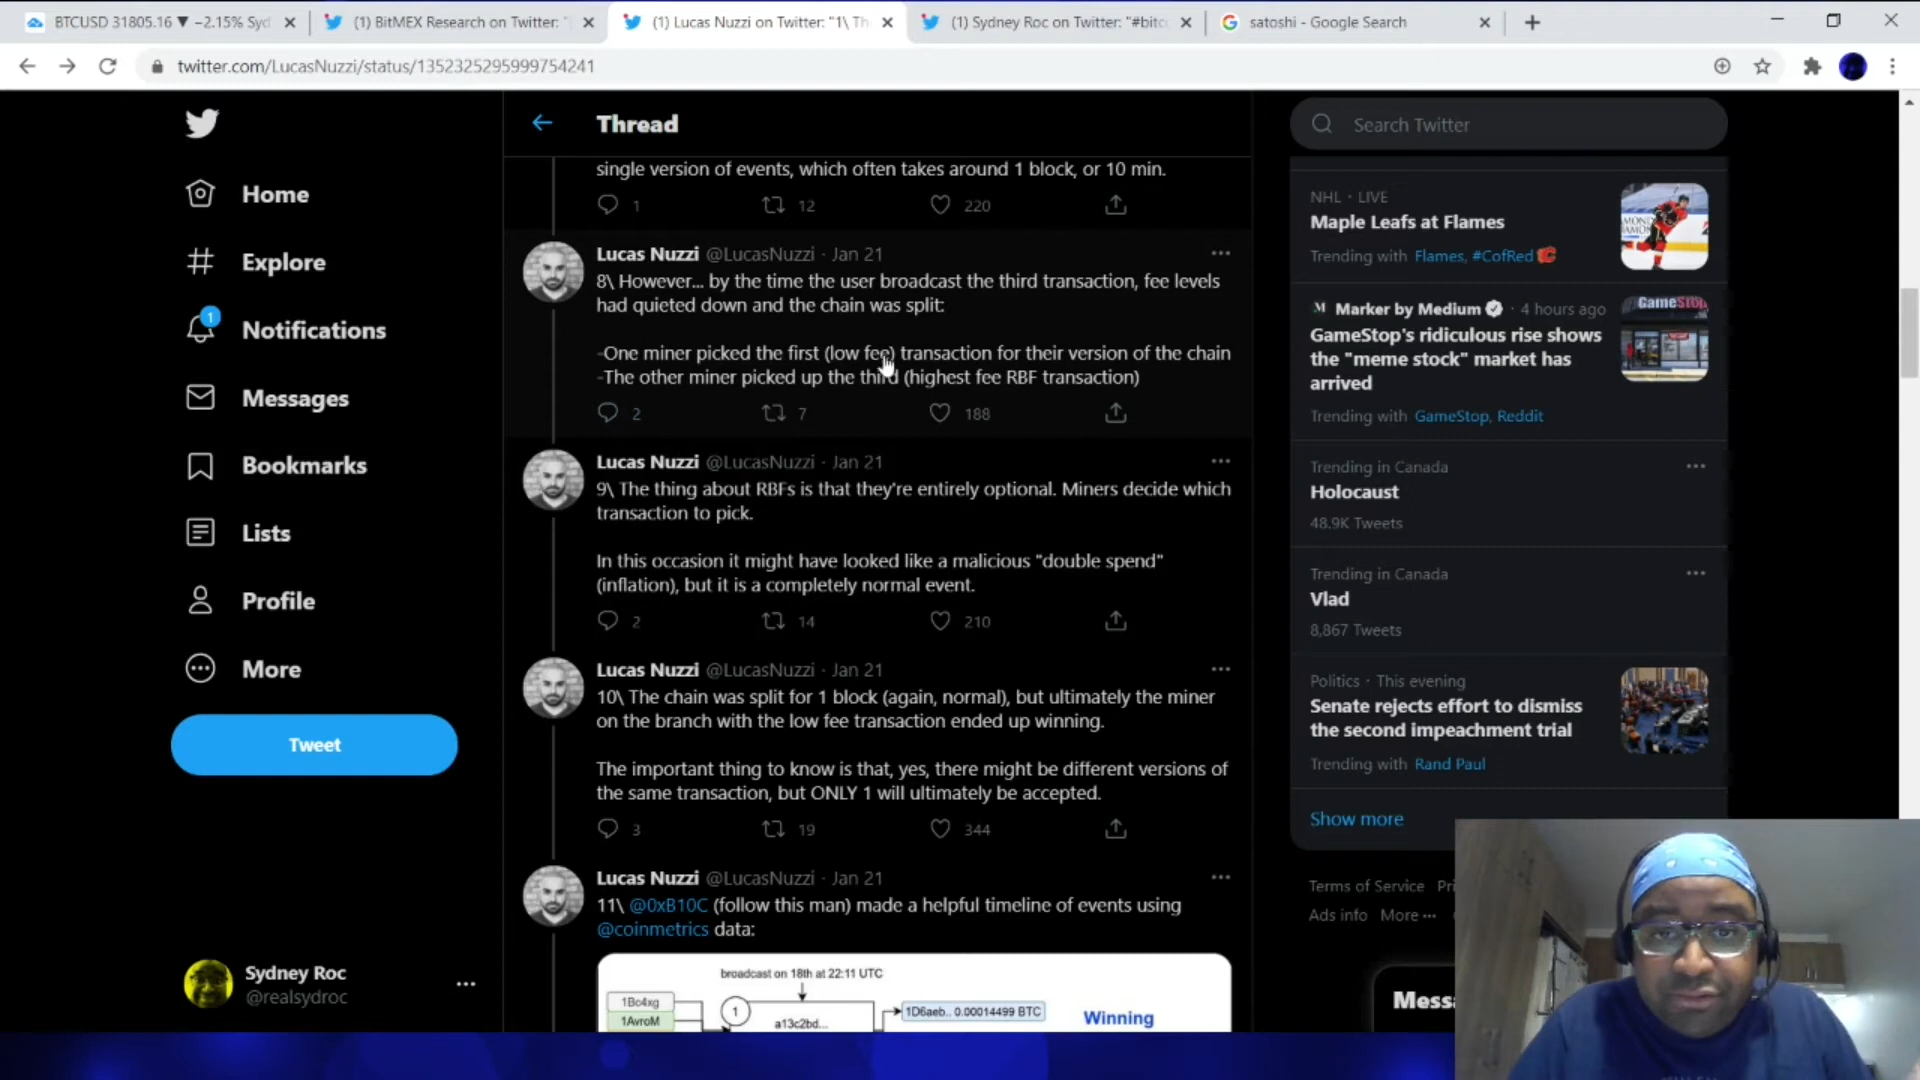 BTCUSD 31805.16 ▼ −2.15% Syd
(1) BitMEX Research on Twitter: "
(1) Lucas Nuzzi on Twitter: "1\ Th
(1) Sydney Roc on Twitter: "#bitc
satoshi - Google Search
twitter.com/LucasNuzzi/status/1352325295999754241
Home
Explore
1
Notifications
Messages
Bookmarks
Lists
Profile
More
Tweet
Sydney Roc
@realsydroc
Thread
single version of events, which often takes around 1 block, or 10 min.
1 12 220
Lucas Nuzzi @LucasNuzzi · Jan 21
8\ However... by the time the user broadcast the third transaction, fee levels
had quieted down and the chain was split:
-One miner picked the first (low fee) transaction for their version of the chain
-The other miner picked up the third (highest fee RBF transaction)
2 7 188
Lucas Nuzzi @LucasNuzzi · Jan 21
9\ The thing about RBFs is that they're entirely optional. Miners decide which
transaction to pick.
In this occasion it might have looked like a malicious "double spend"
(inflation), but it is a completely normal event.
2 14 210
Lucas Nuzzi @LucasNuzzi · Jan 21
10\ The chain was split for 1 block (again, normal), but ultimately the miner
on the branch with the low fee transaction ended up winning.
The important thing to know is that, yes, there might be different versions of
the same transaction, but ONLY 1 will ultimately be accepted.
3 19 344
Lucas Nuzzi @LucasNuzzi · Jan 21
11\ @0xB10C (follow this man) made a helpful timeline of events using
@coinmetrics data:
broadcast on 18th at 22:11 UTC
1Bc4xg
1AvroM
1
a13c2bd...
1D6aeb.. 0.00014499 BTC
Winning
Search Twitter
NHL · LIVE
Maple Leafs at Flames
Trending with Flames, #CofRed
Marker by Medium · 4 hours ago
GameStop's ridiculous rise shows
the "meme stock" market has
arrived
Trending with GameStop, Reddit
GameStop
Trending in Canada
Holocaust
48.9K Tweets
Trending in Canada
Vlad
8,867 Tweets
Politics · This evening
Senate rejects effort to dismiss
the second impeachment trial
Trending with Rand Paul
Show more
Terms of Service Pri
Ads info More
Messa